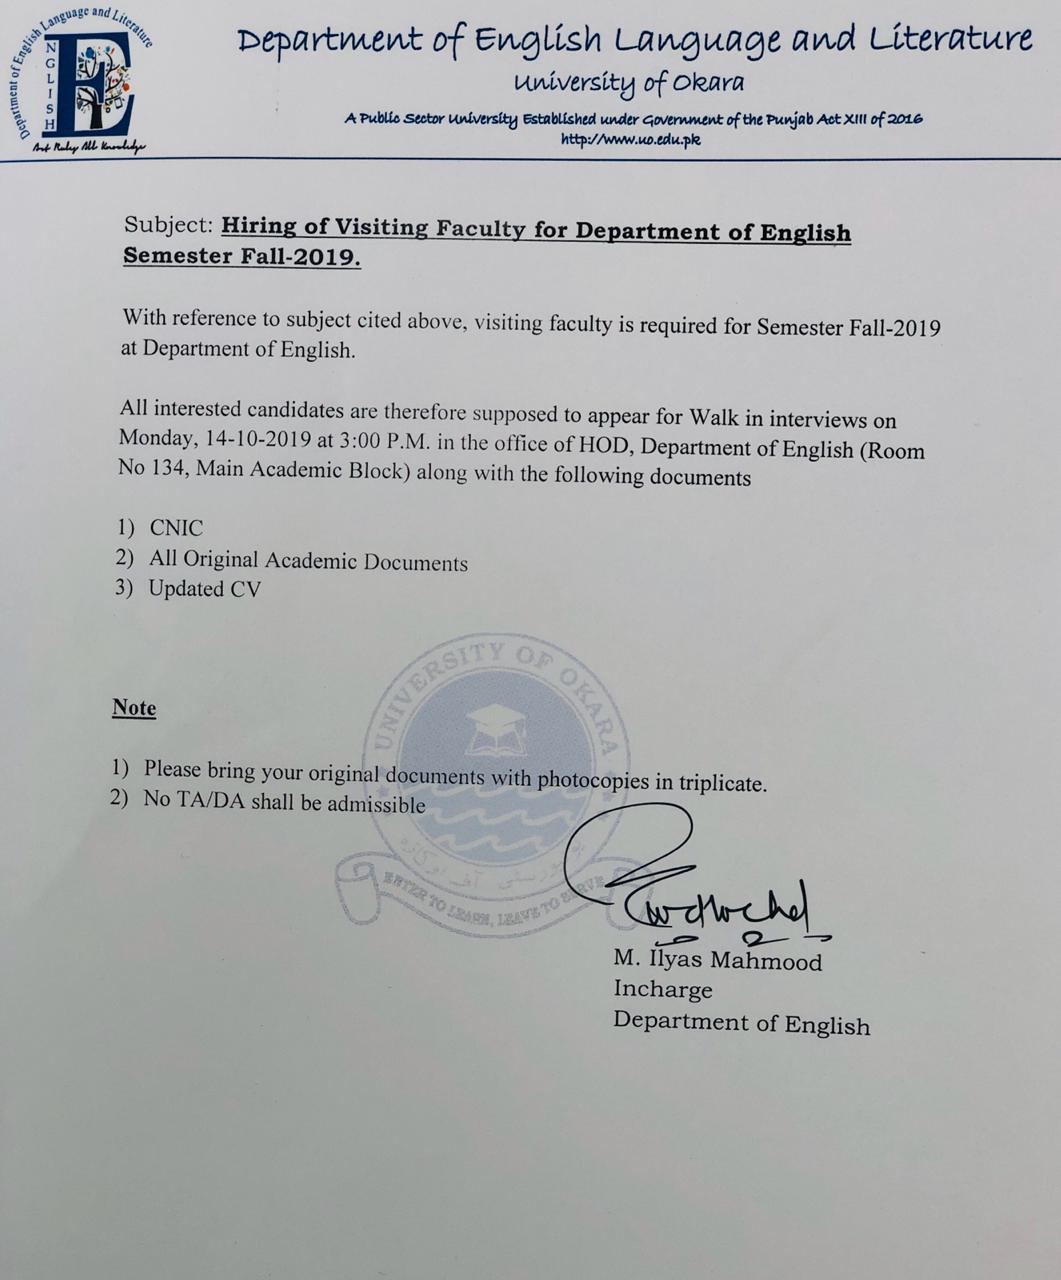 Department of English Language and Literature
ENGLISH
Art Ruley All Knowledge
Department of English Language and Literature
University of Okara
A Public Sector University Established under Government of the Punjab Act XIII of 2016
http://www.uo.edu.pk
Subject: Hiring of Visiting Faculty for Department of English
Semester Fall-2019.
With reference to subject cited above, visiting faculty is required for Semester Fall-2019
at Department of English.
All interested candidates are therefore supposed to appear for Walk in interviews on
Monday, 14-10-2019 at 3:00 P.M. in the office of HOD, Department of English (Room
No 134, Main Academic Block) along with the following documents
1) CNIC
2) All Original Academic Documents
3) Updated CV
UNIVERSITY OF OKARA
Note
1) Please bring your original documents with photocopies in triplicate.
2) No TA/DA shall be admissible
یونیورسٹی آف اوکاڑہ
ENTER TO LEARN, LEAVE TO SERVE
M. Ilyas Mahmood
Incharge
Department of English